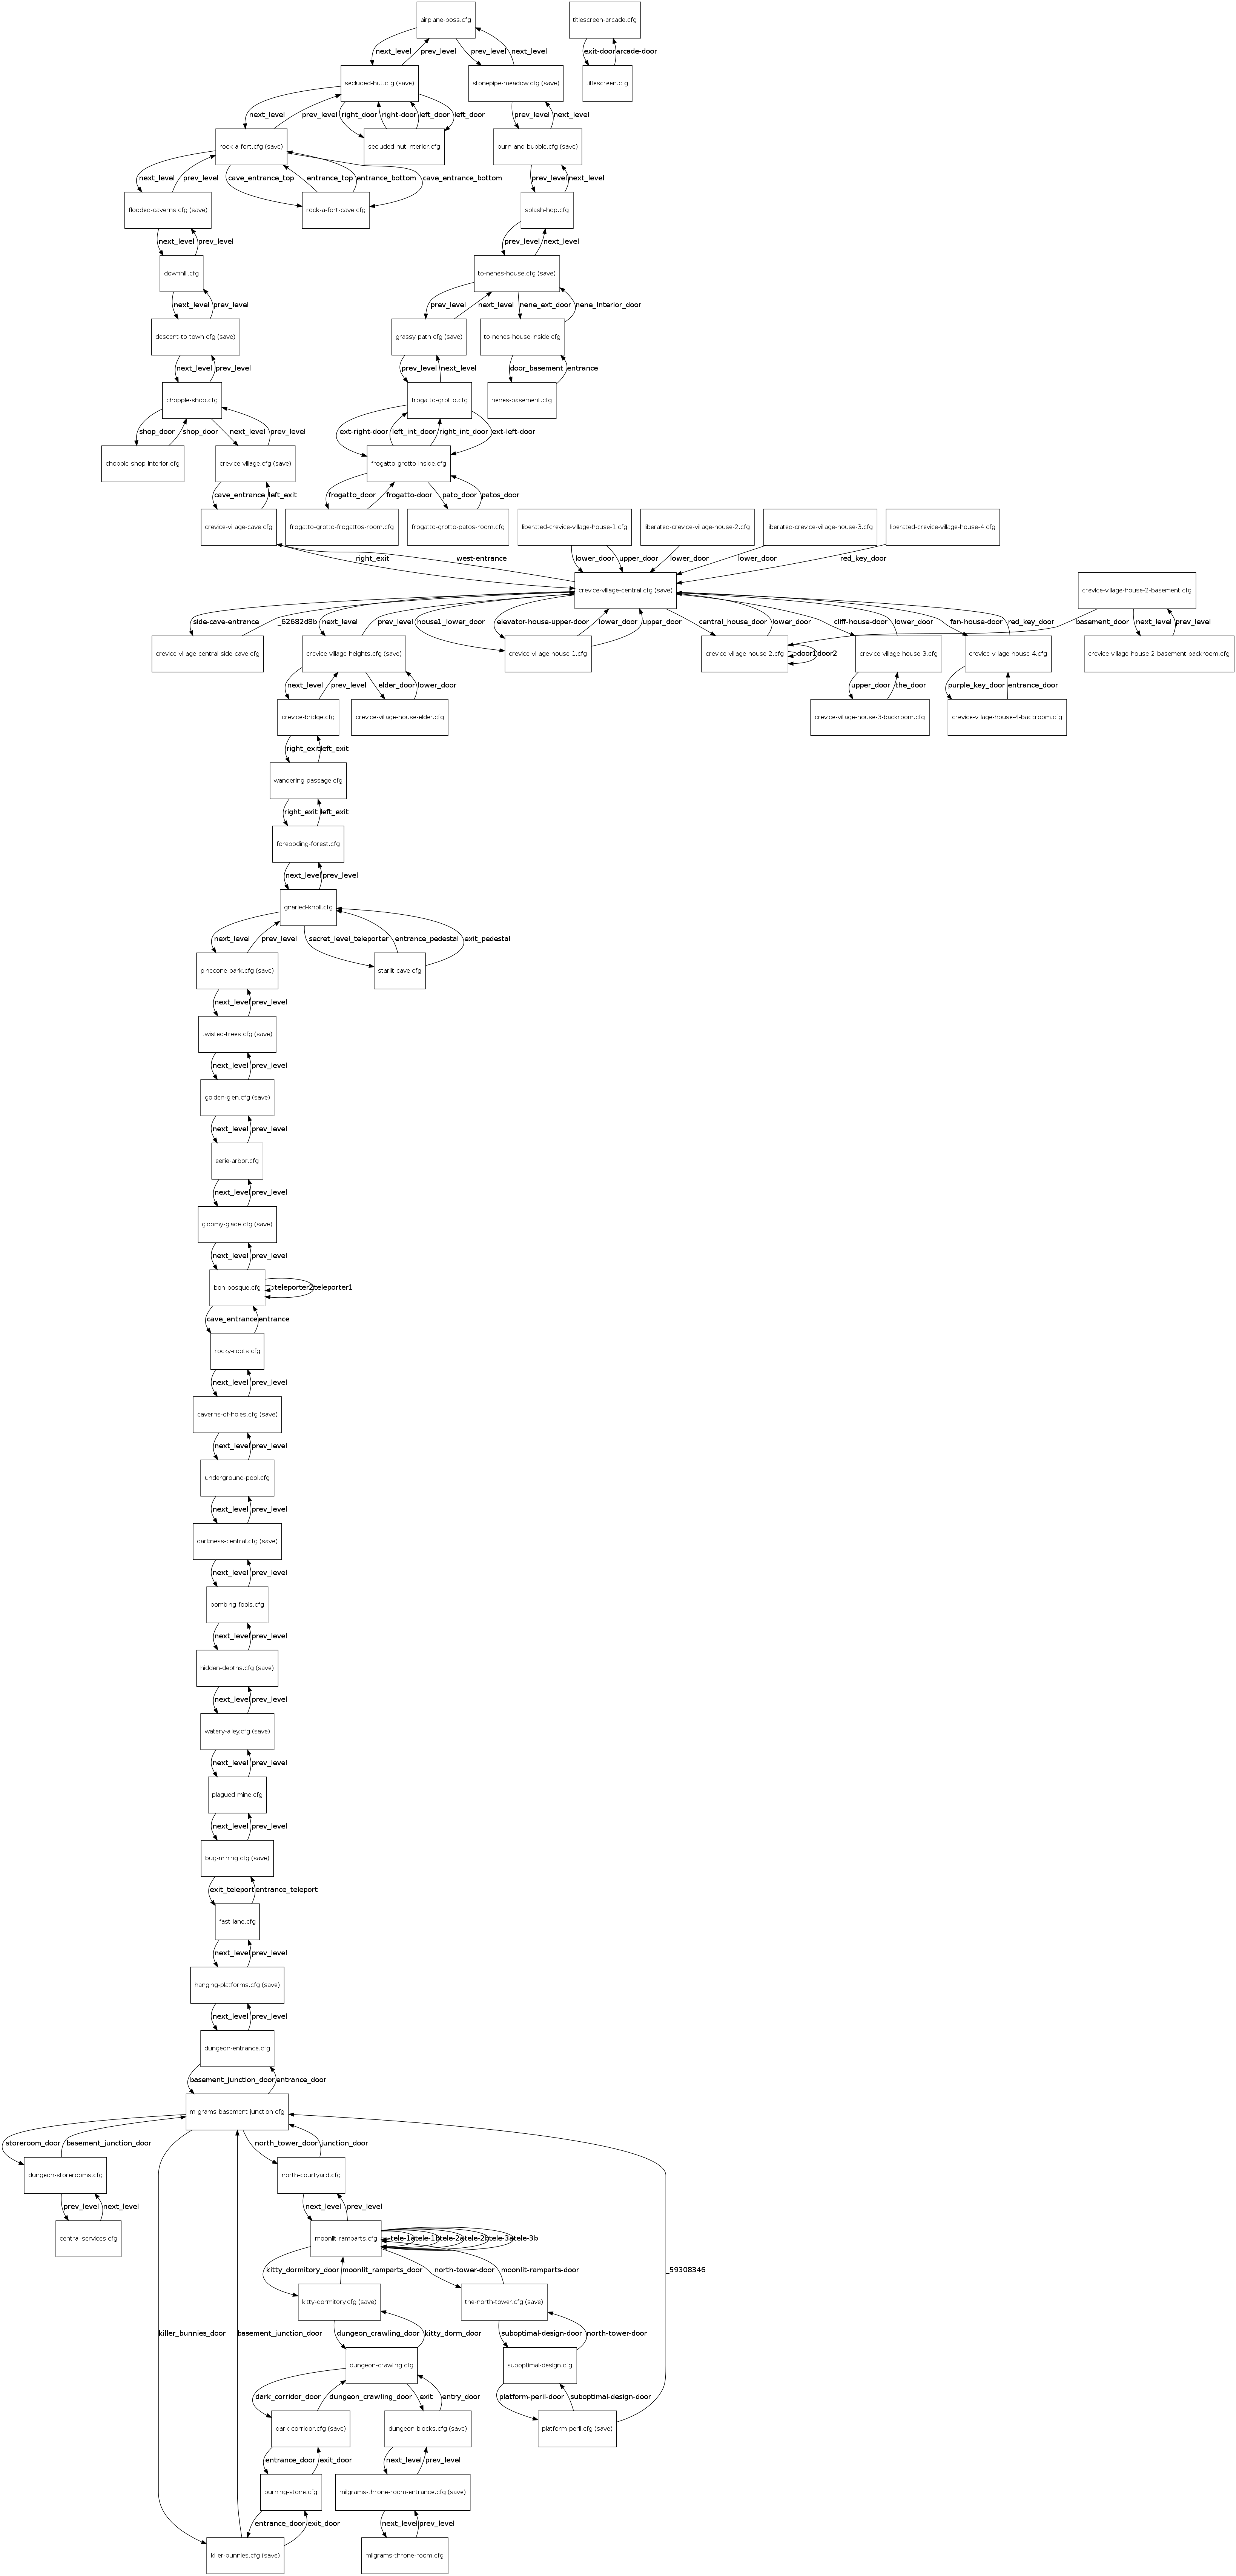 airplane-boss.cfg
titlescreen-arcade.cfg
next_level
prev_level
prev_level
next_level
exit-door
arcade-door
secluded-hut.cfg (save)
stonepipe-meadow.cfg (save)
titlescreen.cfg
next_level
prev_level
right_door
right-door
left_door
left_door
prev_level
next_level
rock-a-fort.cfg (save)
secluded-hut-interior.cfg
burn-and-bubble.cfg (save)
next_level
prev_level
cave_entrance_top
entrance_top
entrance_bottom
cave_entrance_bottom
prev_level
next_level
flooded-caverns.cfg (save)
rock-a-fort-cave.cfg
splash-hop.cfg
next_level
prev_level
prev_level
next_level
downhill.cfg
to-nenes-house.cfg (save)
next_level
prev_level
prev_level
next_level
nene_ext_door
nene_interior_door
descent-to-town.cfg (save)
grassy-path.cfg (save)
to-nenes-house-inside.cfg
next_level
prev_level
prev_level
next_level
door_basement
entrance
chopple-shop.cfg
frogatto-grotto.cfg
nenes-basement.cfg
shop_door
shop_door
next_level
prev_level
ext-right-door
left_int_door
right_int_door
ext-left-door
chopple-shop-interior.cfg
crevice-village.cfg (save)
frogatto-grotto-inside.cfg
cave_entrance
left_exit
frogatto_door
frogatto-door
pato_door
patos_door
crevice-village-cave.cfg
frogatto-grotto-frogattos-room.cfg
frogatto-grotto-patos-room.cfg
liberated-crevice-village-house-1.cfg
liberated-crevice-village-house-2.cfg
liberated-crevice-village-house-3.cfg
liberated-crevice-village-house-4.cfg
right_exit
west-entrance
lower_door
upper_door
lower_door
lower_door
red_key_door
crevice-village-central.cfg (save)
crevice-village-house-2-basement.cfg
side-cave-entrance
_62682d8b
next_level
prev_level
house1_lower_door
elevator-house-upper-door
lower_door
upper_door
central_house_door
lower_door
cliff-house-door
lower_door
fan-house-door
red_key_door
basement_door
next_level
prev_level
crevice-village-central-side-cave.cfg
crevice-village-heights.cfg (save)
crevice-village-house-1.cfg
crevice-village-house-2.cfg
door1
door2
crevice-village-house-3.cfg
crevice-village-house-4.cfg
crevice-village-house-2-basement-backroom.cfg
next_level
prev_level
elder_door
lower_door
upper_door
the_door
purple_key_door
entrance_door
crevice-bridge.cfg
crevice-village-house-elder.cfg
crevice-village-house-3-backroom.cfg
crevice-village-house-4-backroom.cfg
right_exit
left_exit
wandering-passage.cfg
right_exit
left_exit
foreboding-forest.cfg
next_level
prev_level
gnarled-knoll.cfg
next_level
prev_level
secret_level_teleporter
entrance_pedestal
exit_pedestal
pinecone-park.cfg (save)
starlit-cave.cfg
next_level
prev_level
twisted-trees.cfg (save)
next_level
prev_level
golden-glen.cfg (save)
next_level
prev_level
eerie-arbor.cfg
next_level
prev_level
gloomy-glade.cfg (save)
next_level
prev_level
bon-bosque.cfg
teleporter2
teleporter1
cave_entrance
entrance
rocky-roots.cfg
next_level
prev_level
caverns-of-holes.cfg (save)
next_level
prev_level
underground-pool.cfg
next_level
prev_level
darkness-central.cfg (save)
next_level
prev_level
bombing-fools.cfg
next_level
prev_level
hidden-depths.cfg (save)
next_level
prev_level
watery-alley.cfg (save)
next_level
prev_level
plagued-mine.cfg
next_level
prev_level
bug-mining.cfg (save)
exit_teleport
entrance_teleport
fast-lane.cfg
next_level
prev_level
hanging-platforms.cfg (save)
next_level
prev_level
dungeon-entrance.cfg
basement_junction_door
entrance_door
milgrams-basement-junction.cfg
storeroom_door
basement_junction_door
north_tower_door
junction_door
dungeon-storerooms.cfg
north-courtyard.cfg
prev_level
next_level
next_level
prev_level
central-services.cfg
moonlit-ramparts.cfg
tele-1a
tele-1b
tele-2a
tele-2b
tele-3a
tele-3b
kitty_dormitory_door
moonlit_ramparts_door
north-tower-door
moonlit-ramparts-door
_59308346
kitty-dormitory.cfg (save)
the-north-tower.cfg (save)
killer_bunnies_door
basement_junction_door
dungeon_crawling_door
kitty_dorm_door
suboptimal-design-door
north-tower-door
dungeon-crawling.cfg
suboptimal-design.cfg
dark_corridor_door
dungeon_crawling_door
exit
entry_door
platform-peril-door
suboptimal-design-door
dark-corridor.cfg (save)
dungeon-blocks.cfg (save)
platform-peril.cfg (save)
entrance_door
exit_door
next_level
prev_level
burning-stone.cfg
milgrams-throne-room-entrance.cfg (save)
entrance_door
exit_door
next_level
prev_level
killer-bunnies.cfg (save)
milgrams-throne-room.cfg